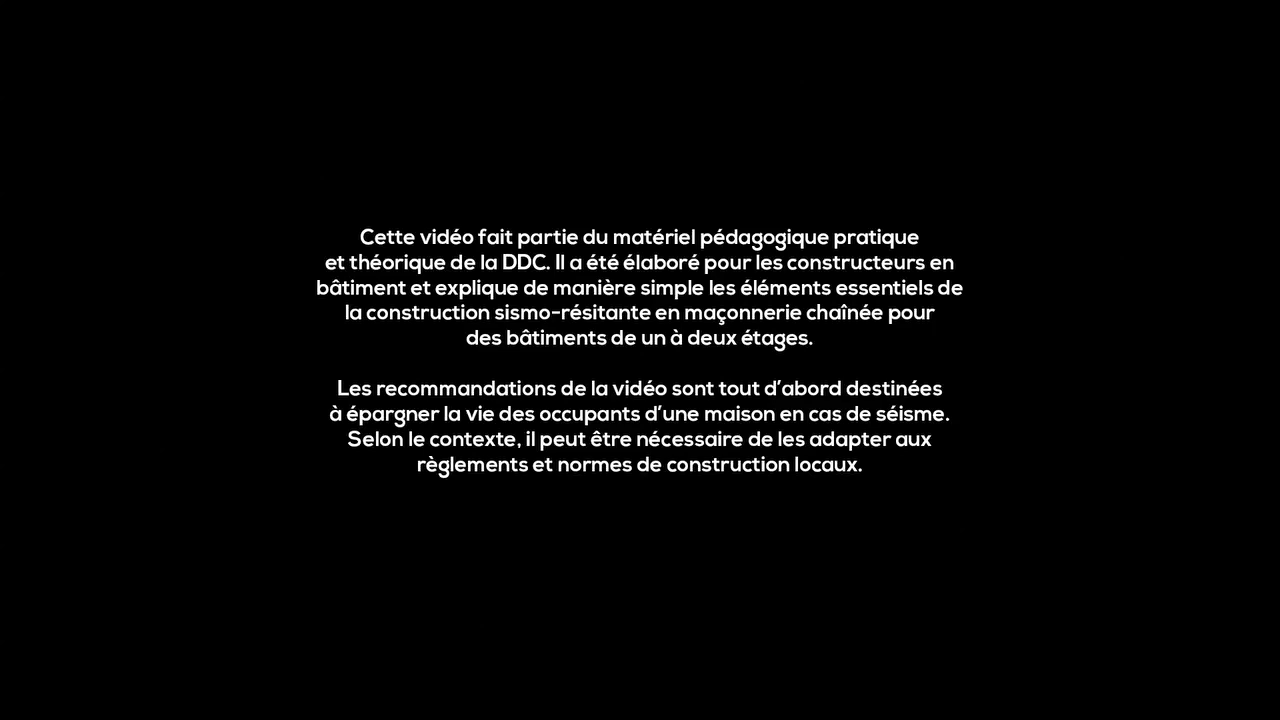 Cette vidéo fait partie du matériel pédagogique pratique
et théorique de la DDC. Il a été élaboré pour les constructeurs en
bâtiment et explique de manière simple les éléments essentiels de
la construction sismo-résitante en maçonnerie chaînée pour
des bâtiments de un à deux étages.
Les recommandations de la vidéo sont tout d'abord destinées
à épargner la vie des occupants d'une maison en cas de séisme.
Selon le contexte, il peut être nécessaire de les adapter aux
règlements et normes de construction locaux.